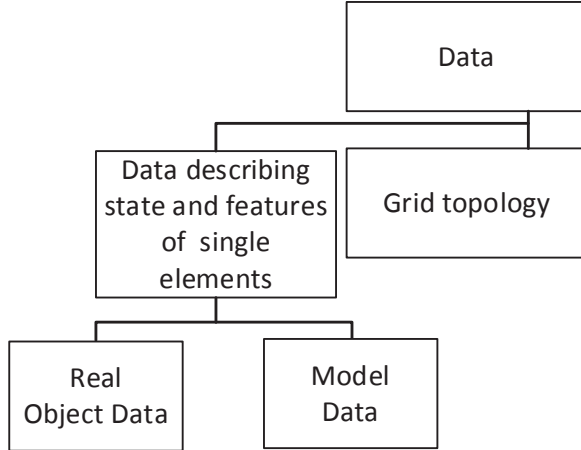 Data
Data describing
state and features
of single
elements
Grid topology
Real
Object Data
Model
Data